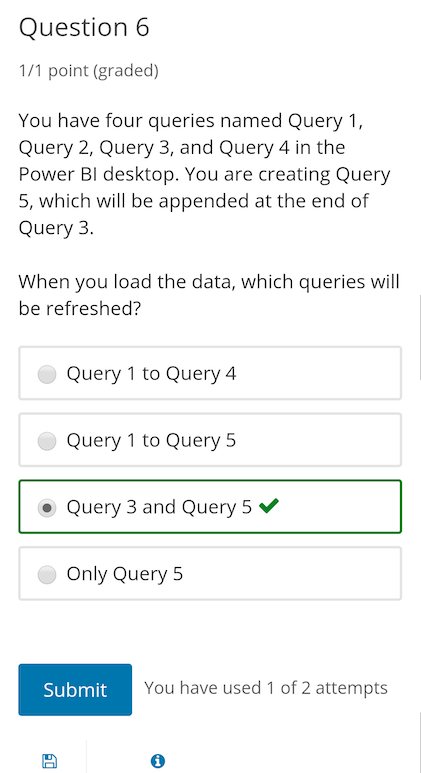 Question 6
1/1 point (graded)
You have four queries named Query 1,
Query 2, Query 3, and Query 4 in the
Power BI desktop. You are creating Query
5, which will be appended at the end of
Query 3.
When you load the data, which queries will
be refreshed?
Query 1 to Query 4
Query 1 to Query 5
Query 3 and Query 5
Only Query 5
Submit
You have used 1 of 2 attempts